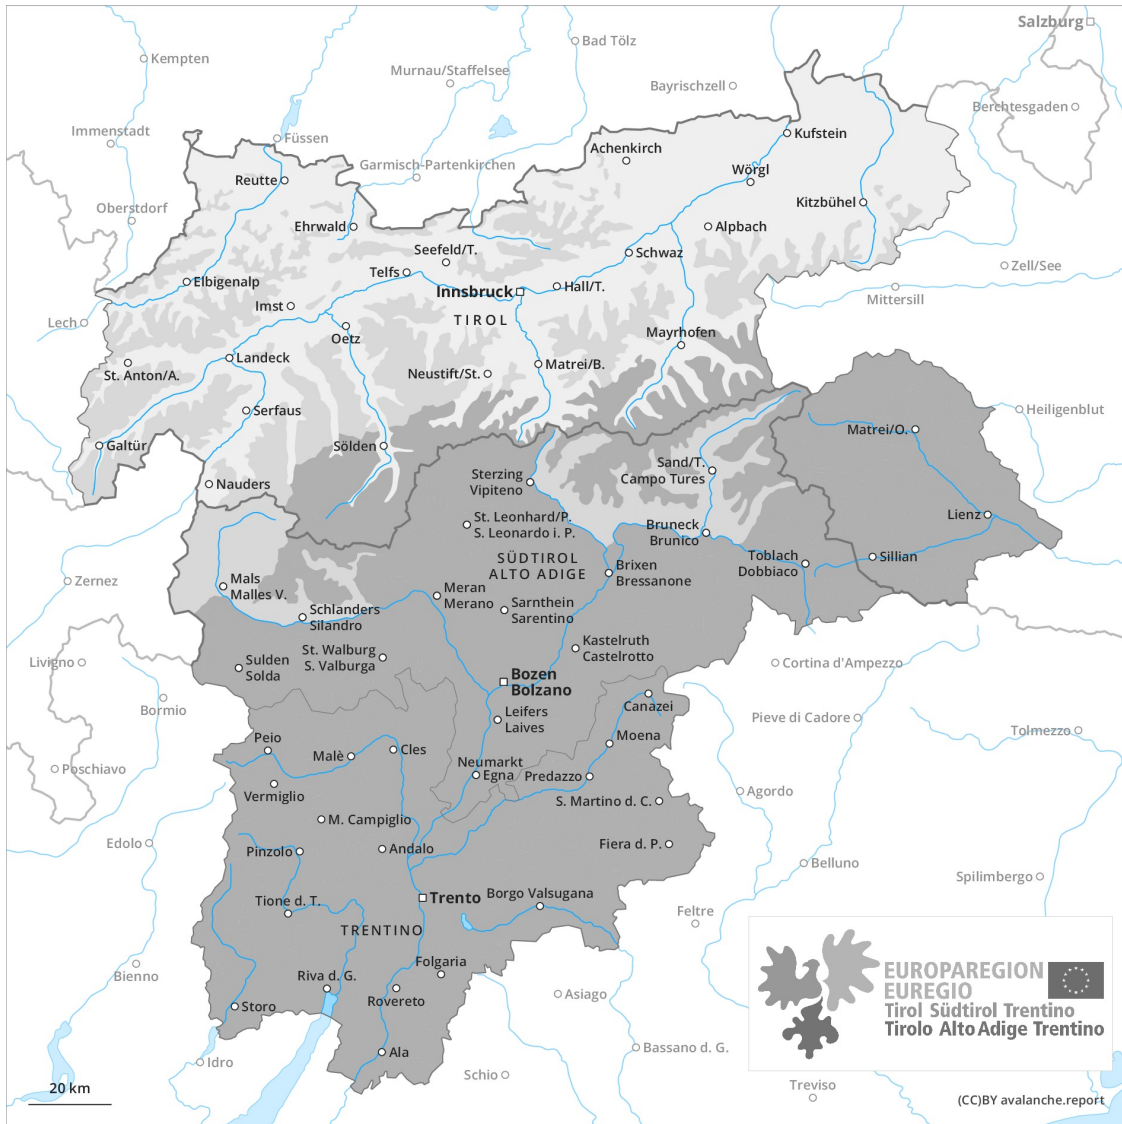 Salzburg
Bad Tölz
Kempten
Murnau/Staffelsee
Bayrischzell
Berchtesgaden
Immenstadt
Füssen
Kufstein
Achenkirch
Garmisch-Partenkirchen
Wörgl
Reutte
Kitzbühel
Oberstdorf
Ehrwald
Alpbach
Seefeld/T.
Schwaz
Telfs
Zell/See
Elbigenalp
Hall/T.
Innsbruck
Mittersill
Imst
TIROL
Lech
Oetz
Mayrhofen
Landeck
Matrei/B.
St. Anton/A.
Neustift/St.
Serfaus
Heiligenblut
Matrei/O.
Galtür
Sölden
Sand/T.
Campo Tures
Sterzing
Vipiteno
Nauders
St. Leonhard/P.
S. Leonardo i. P.
Lienz
Bruneck
Brunico
SÜDTIROL
ALTO ADIGE
Toblach
Dobbiaco
Sillian
Brixen
Bressanone
Zernez
Mals
Malles V.
Meran
Merano
Sarnthein
Sarentino
Schlanders
Silandro
Kastelruth
Castelrotto
St. Walburg
S. Valburga
Livigno
Sulden
Solda
Cortina d'Ampezzo
Bozen
Bolzano
Bormio
Canazei
Leifers
Laives
Pieve di Cadore
Tolmezzo
Moena
Peio
Malè
Cles
Neumarkt
Egna
Predazzo
Poschiavo
Vermiglio
S. Martino d. C.
Agordo
M. Campiglio
Edolo
Pinzolo
Andalo
Fiera d. P.
Belluno
Spilimbergo
Trento
Borgo Valsugana
Tione d. T.
Feltre
TRENTINO
Folgaria
Bienno
Riva d. G.
Rovereto
Asiago
Storo
EUROPAREGION
EUREGIO
Tirol Südtirol Trentino
Tirolo Alto Adige Trentino
Bassano d. G.
Ala
Idro
Schio
Treviso
20 km
(CC)BY avalanche.report